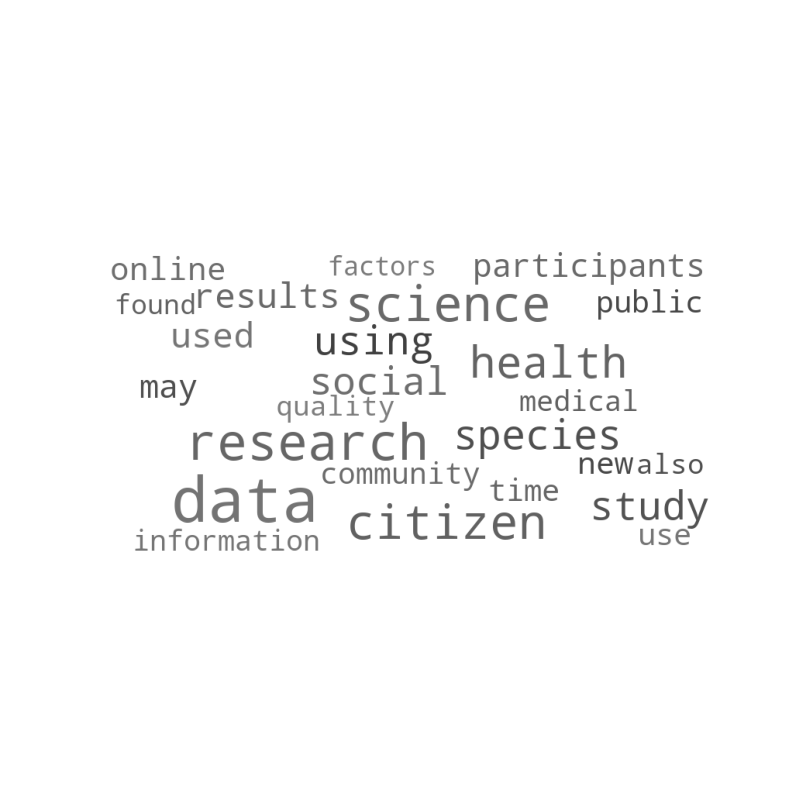 online factors participants
found results science public
used using
may social health
quality medical
research species
community new also
data time study
information citizen use